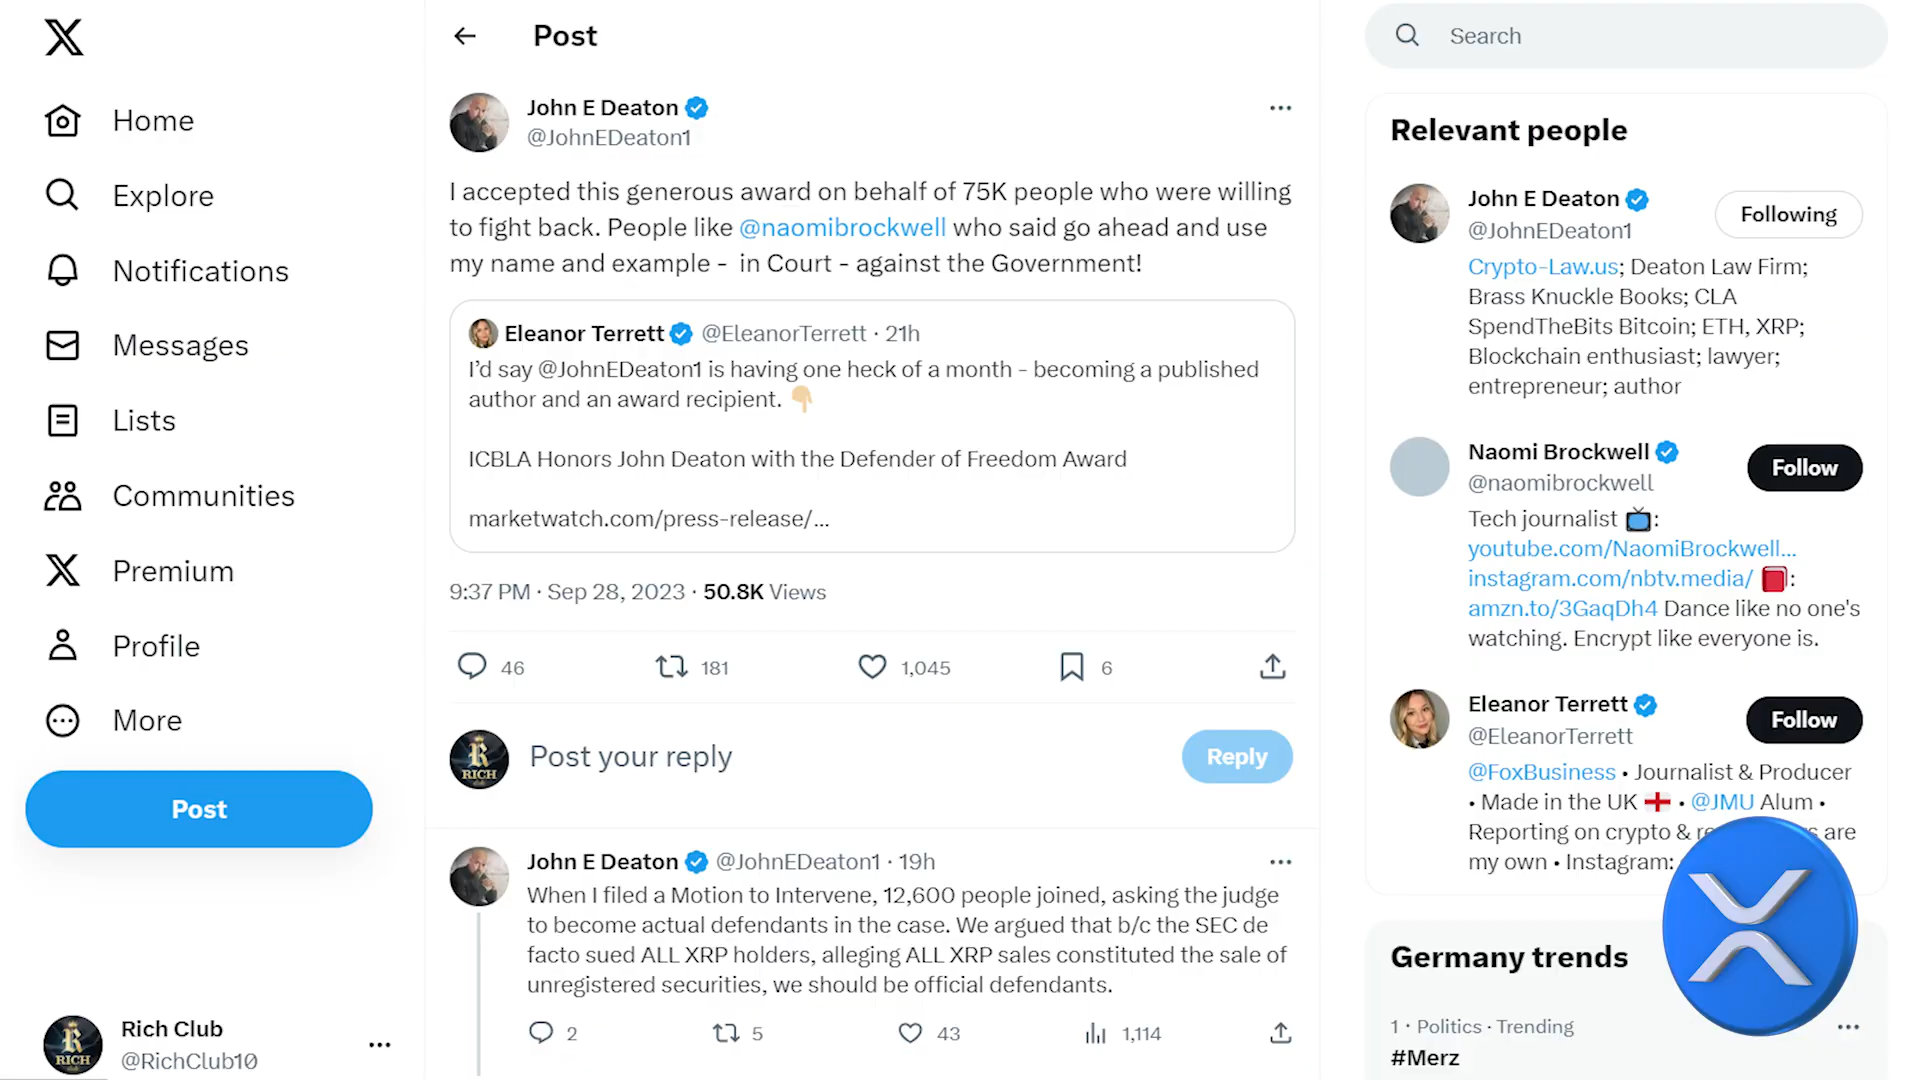 Home
Explore
Notifications
Messages
Lists
Communities
Premium
Profile
More
Post
Rich Club
@RichClub10
Post
John E Deaton
@JohnEDeaton1
I accepted this generous award on behalf of 75K people who were willing
to fight back. People like @naomibrockwell who said go ahead and use
my name and example - in Court - against the Government!
Eleanor Terrett @EleanorTerrett · 21h
I'd say @JohnEDeaton1 is having one heck of a month - becoming a published
author and an award recipient.
ICBLA Honors John Deaton with the Defender of Freedom Award
marketwatch.com/press-release/...
9:37 PM · Sep 28, 2023 · 50.8K Views
46 181 1,045 6
RICH
Post your reply
Reply
John E Deaton @JohnEDeaton1 · 19h
When I filed a Motion to Intervene, 12,600 people joined, asking the judge
to become actual defendants in the case. We argued that b/c the SEC de
facto sued ALL XRP holders, alleging ALL XRP sales constituted the sale of
unregistered securities, we should be official defendants.
2 5 43 1,114
Search
Relevant people
John E Deaton
@JohnEDeaton1
Following
Crypto-Law.us; Deaton Law Firm;
Brass Knuckle Books; CLA
SpendTheBits Bitcoin; ETH, XRP;
Blockchain enthusiast; lawyer;
entrepreneur; author
Naomi Brockwell
@naomibrockwell
Follow
Tech journalist :
youtube.com/NaomiBrockwell...
instagram.com/nbtv.media/ :
amzn.to/3GaqDh4 Dance like no one's
watching. Encrypt like everyone is.
Eleanor Terrett
@EleanorTerrett
Follow
@FoxBusiness • Journalist & Producer
• Made in the UK • @JMU Alum •
Reporting on crypto & are
my own • Instagram:
Germany trends
1 · Politics · Trending
#Merz
RICH